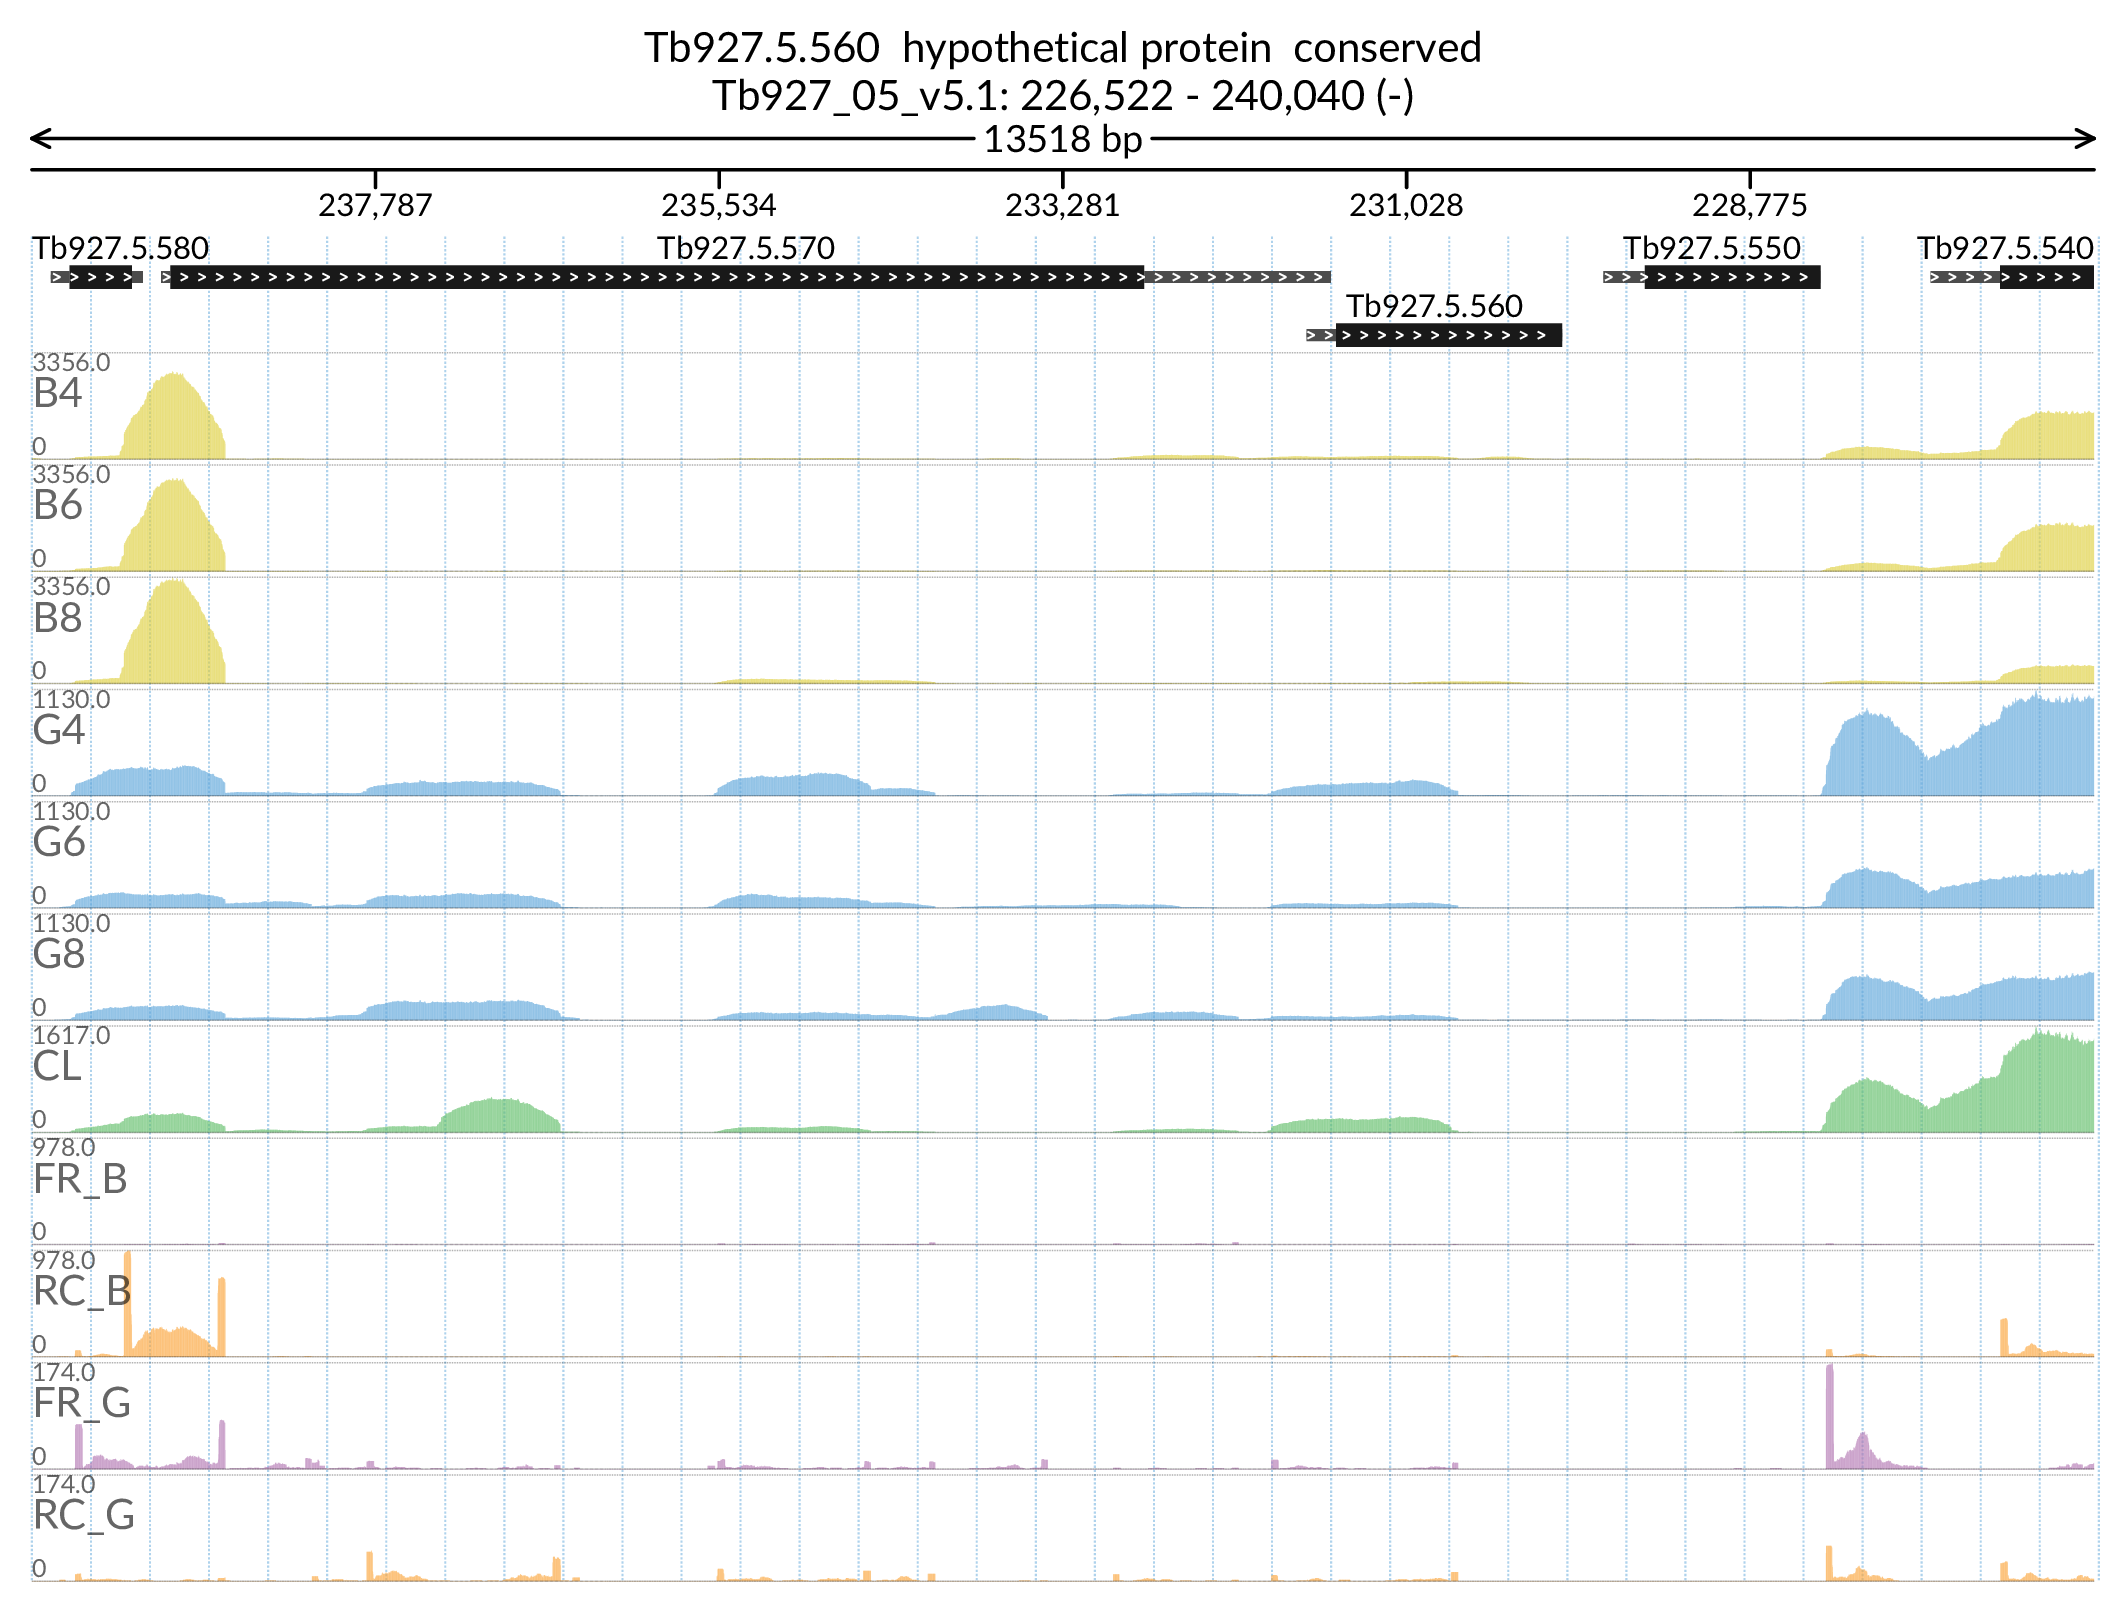 Tb927.5.560  hypothetical protein  conserved
Tb927_05_v5.1: 226,522 - 240,040 (-)
13518 bp
237,787 235,534 233,281 231,028 228,775
Tb927.5.580 Tb927.5.570 Tb927.5.550 Tb927.5.540
Tb927.5.560
3356.0
B4
0
3356.0
B6
0
3356.0
B8
0
1130.0
G4
0
1130.0
G6
0
1130.0
G8
0
1617.0
CL
0
978.0
FR_B
0
978.0
RC_B
0
174.0
FR_G
0
174.0
RC_G
0